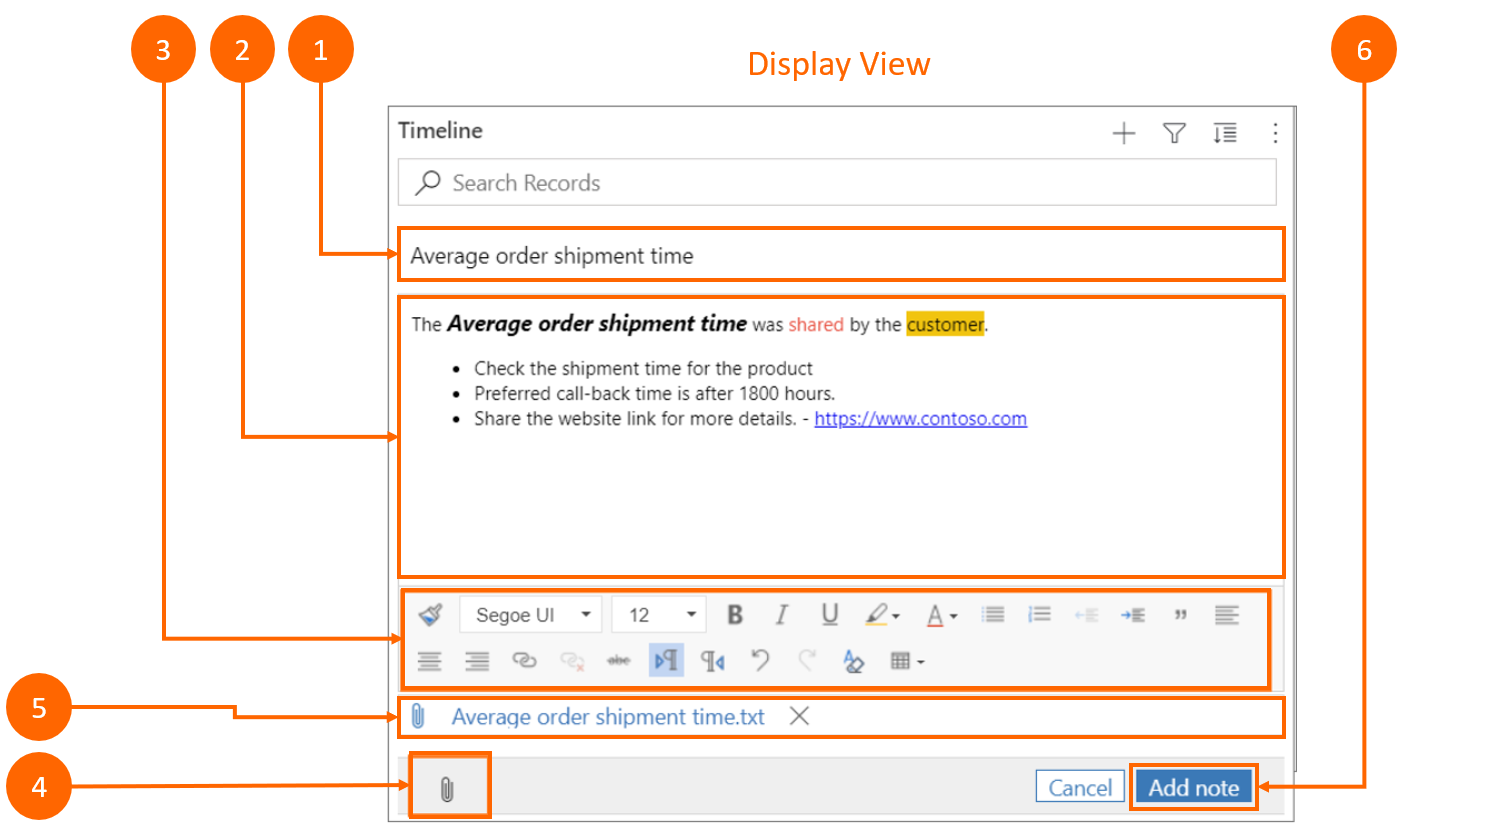 3 2 1 6
Display View
Timeline
Search Records
Average order shipment time
The Average order shipment time was shared by the customer.
• Check the shipment time for the product
• Preferred call-back time is after 1800 hours.
• Share the website link for more details. - https://www.contoso.com
Segoe UI 12 B I U A ”
abc A
5
Average order shipment time.txt
4
Cancel Add note